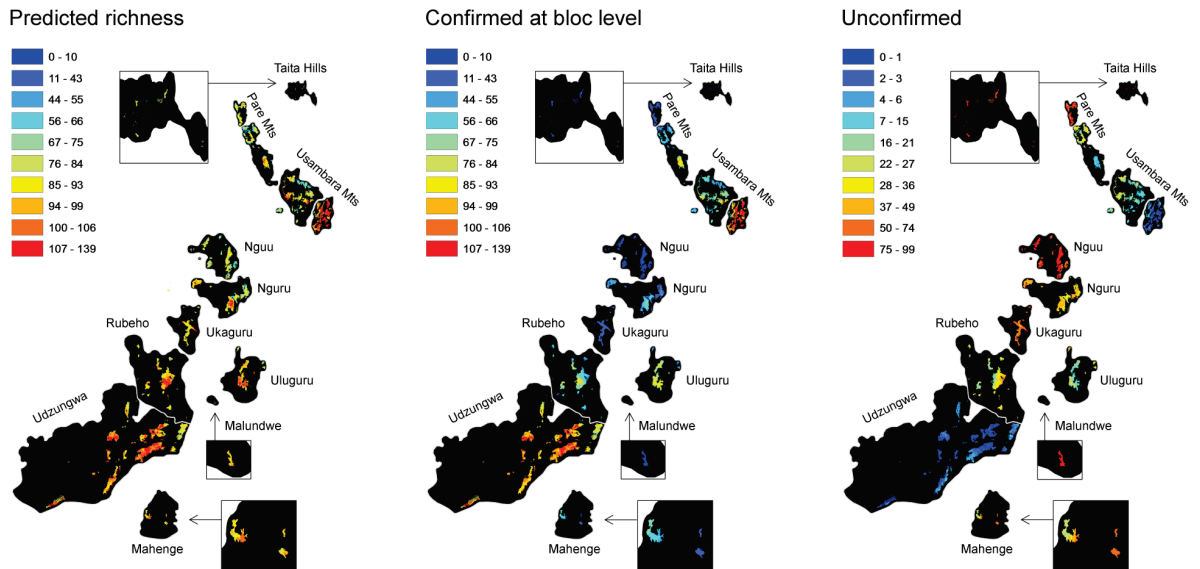 Predicted richness
0 - 10
11 - 43
44 - 55
56 - 66
67 - 75
76 - 84
85 - 93
94 - 99
100 - 106
107 - 139
Taita Hills
Pare Mts
Usambara Mts
Nguu
Nguru
Rubeho
Ukaguru
Uluguru
Udzungwa
Malundwe
Mahenge
Confirmed at bloc level
0 - 10
11 - 43
44 - 55
56 - 66
67 - 75
76 - 84
85 - 93
94 - 99
100 - 106
107 - 139
Taita Hills
Pare Mts
Usambara Mts
Nguu
Nguru
Rubeho
Ukaguru
Uluguru
Udzungwa
Malundwe
Mahenge
Unconfirmed
0 - 1
2 - 3
4 - 6
7 - 15
16 - 21
22 - 27
28 - 36
37 - 49
50 - 74
75 - 99
Taita Hills
Pare Mts
Usambara Mts
Nguu
Nguru
Rubeho
Ukaguru
Uluguru
Udzungwa
Malundwe
Mahenge